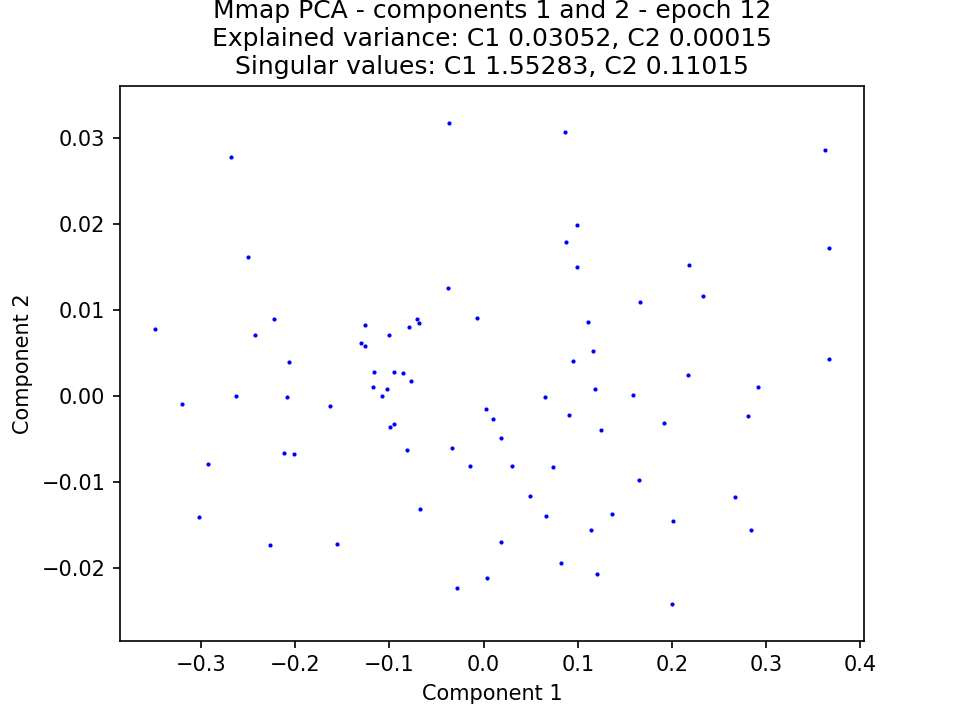 Mmap PCA - components 1 and 2 - epoch 12
Explained variance: C1 0.03052, C2 0.00015
Singular values: C1 1.55283, C2 0.11015
0.03
0.02
0.01
0.00
−0.01
−0.02
Component 2
−0.3 −0.2 −0.1 0.0 0.1 0.2 0.3 0.4
Component 1